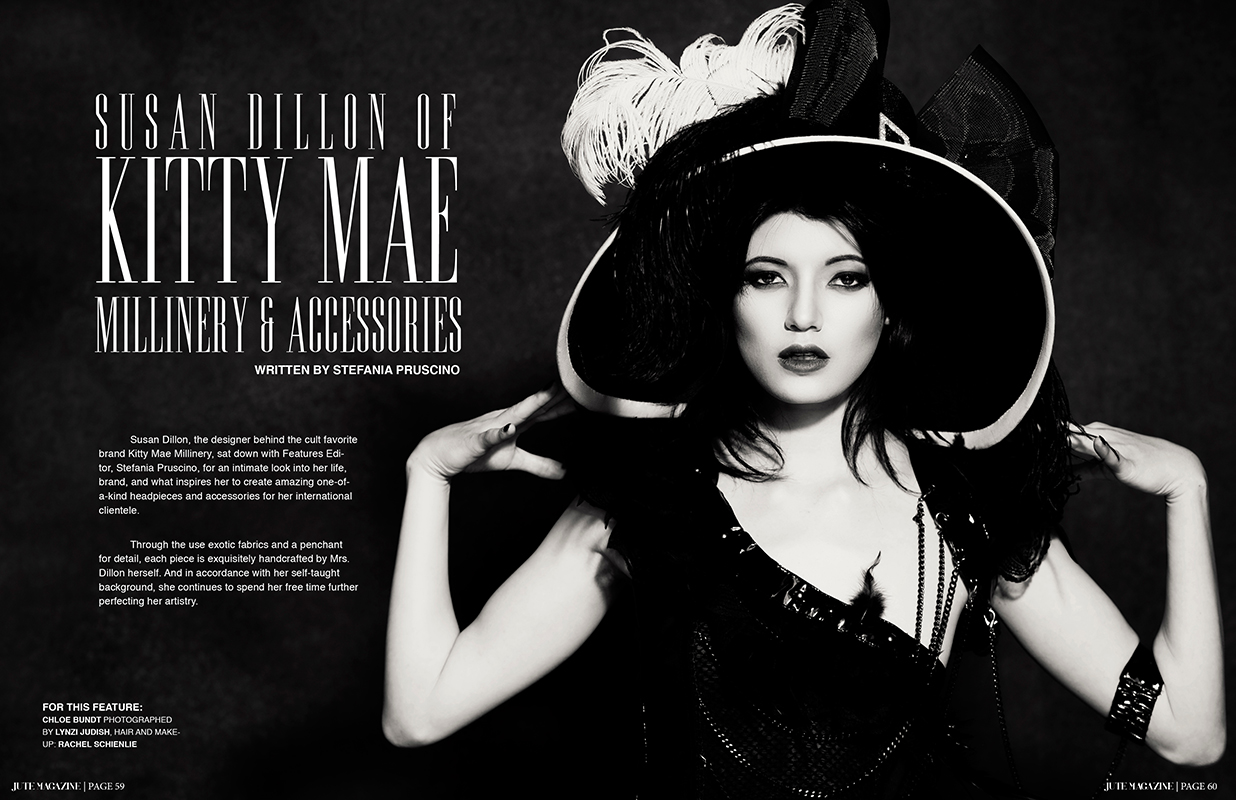 SUSAN DILLON OF
KITTY MAE
MILLINERY & ACCESSORIES
WRITTEN BY STEFANIA PRUSCINO
Susan Dillon, the designer behind the cult favorite
brand Kitty Mae Millinery, sat down with Features Edi-
tor, Stefania Pruscino, for an intimate look into her life,
brand, and what inspires her to create amazing one-of-
a-kind headpieces and accessories for her international
clientele.
Through the use exotic fabrics and a penchant
for detail, each piece is exquisitely handcrafted by Mrs.
Dillon herself. And in accordance with her self-taught
background, she continues to spend her free time further
perfecting her artistry.
FOR THIS FEATURE:
CHLOE BUNDT PHOTOGRAPHED
BY LYNZI JUDISH, HAIR AND MAKE-
UP: RACHEL SCHIENLIE
JUTE MAGAZINE | PAGE 59
JUTE MAGAZINE | PAGE 60